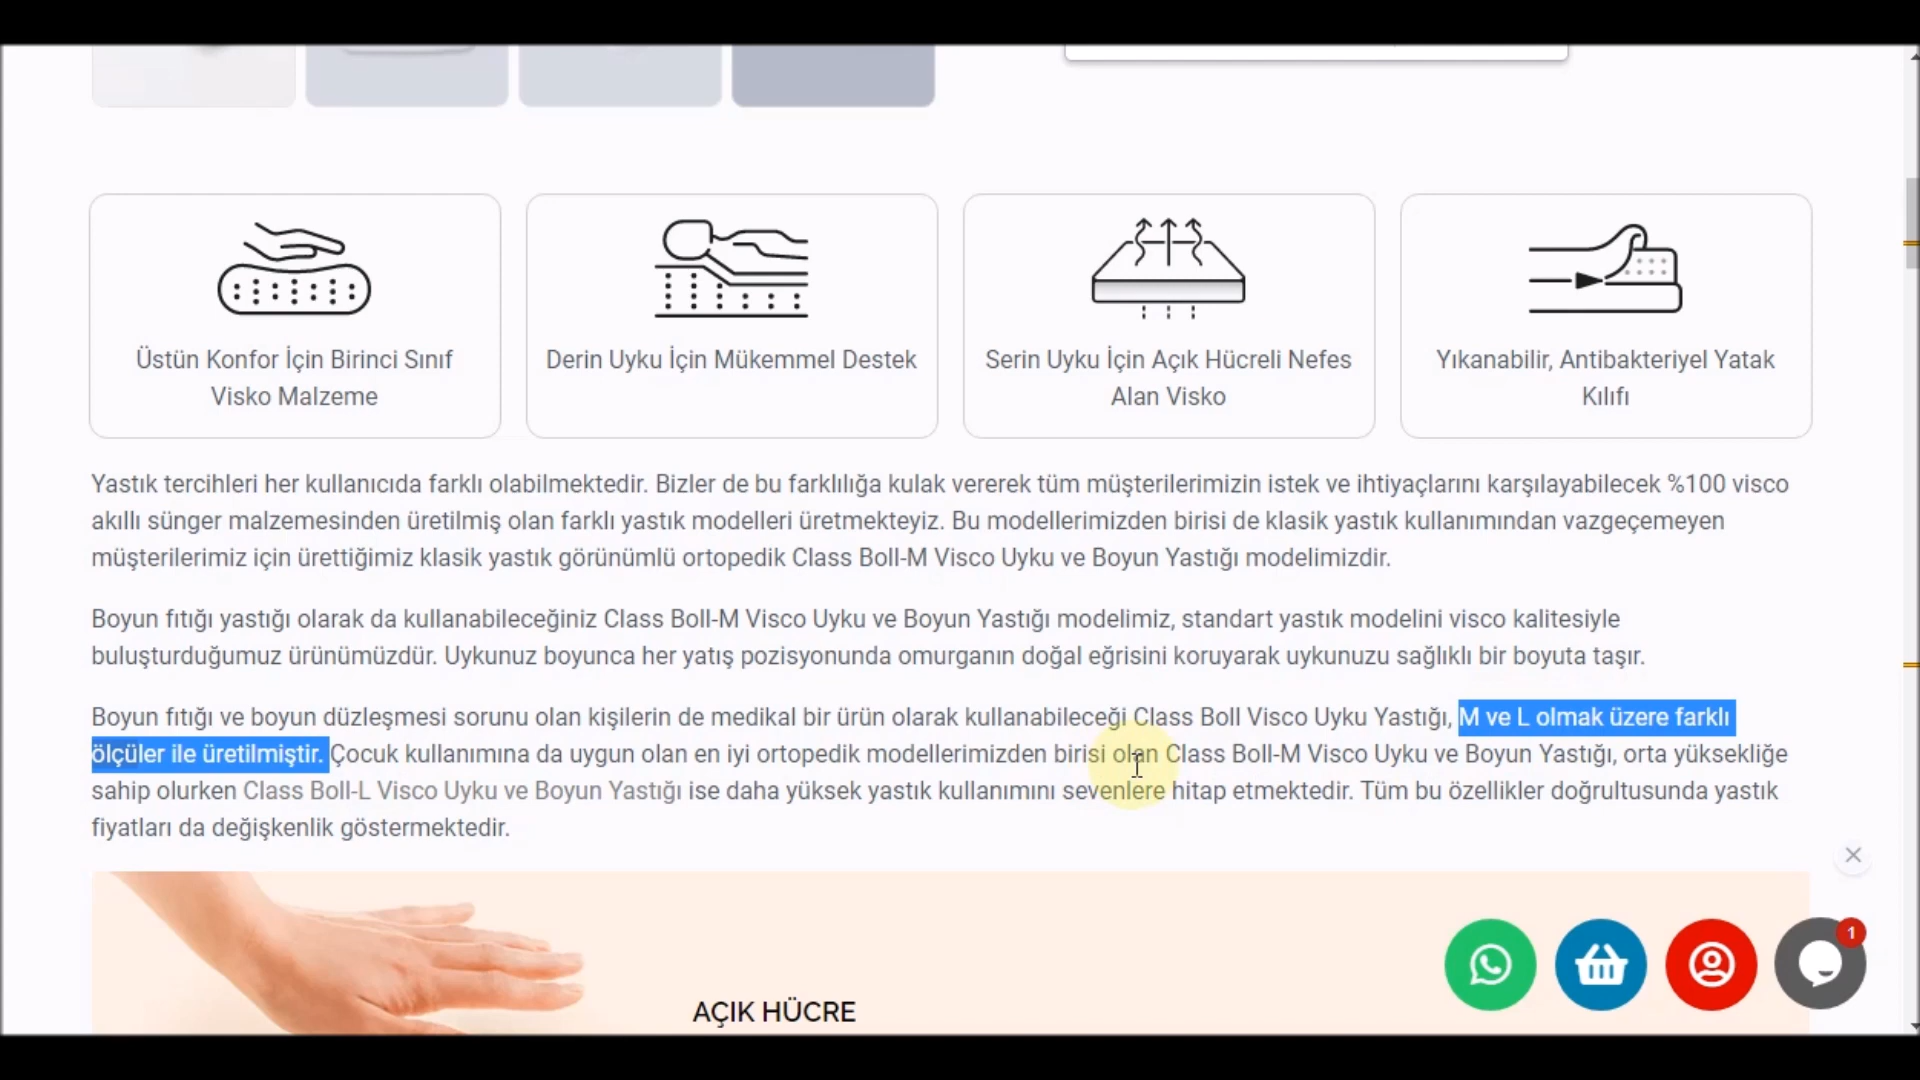 Üstün Konfor İçin Birinci Sınıf
Visko Malzeme
Derin Uyku İçin Mükemmel Destek
Serin Uyku İçin Açık Hücreli Nefes
Alan Visko
Yıkanabilir, Antibakteriyel Yatak
Kılıfı
Yastık tercihleri her kullanıcıda farklı olabilmektedir. Bizler de bu farklılığa kulak vererek tüm müşterilerimizin istek ve ihtiyaçlarını karşılayabilecek %100 visco
akıllı sünger malzemesinden üretilmiş olan farklı yastık modelleri üretmekteyiz. Bu modellerimizden birisi de klasik yastık kullanımından vazgeçemeyen
müşterilerimiz için ürettiğimiz klasik yastık görünümlü ortopedik Class Boll-M Visco Uyku ve Boyun Yastığı modelimizdir.
Boyun fıtığı yastığı olarak da kullanabileceğiniz Class Boll-M Visco Uyku ve Boyun Yastığı modelimiz, standart yastık modelini visco kalitesiyle
buluşturduğumuz ürünümüzdür. Uykunuz boyunca her yatış pozisyonunda omurganın doğal eğrisini koruyarak uykunuzu sağlıklı bir boyuta taşır.
Boyun fıtığı ve boyun düzleşmesi sorunu olan kişilerin de medikal bir ürün olarak kullanabileceği Class Boll Visco Uyku Yastığı, M ve L olmak üzere farklı
ölçüler ile üretilmiştir. Çocuk kullanımına da uygun olan en iyi ortopedik modellerimizden birisi olan Class Boll-M Visco Uyku ve Boyun Yastığı, orta yüksekliğe
sahip olurken Class Boll-L Visco Uyku ve Boyun Yastığı ise daha yüksek yastık kullanımını sevenlere hitap etmektedir. Tüm bu özellikler doğrultusunda yastık
fiyatları da değişkenlik göstermektedir.
1
AÇIK HÜCRE